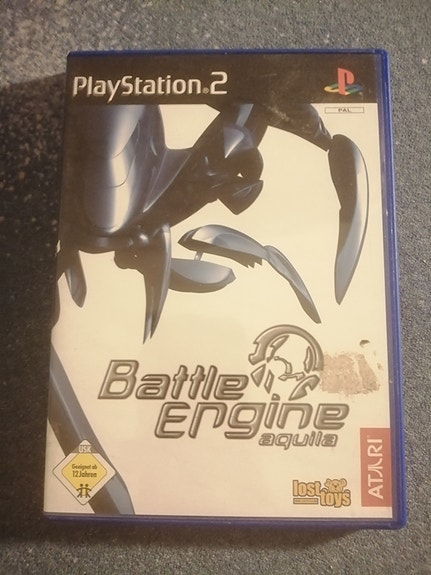 PlayStation®2
PAL
Battle
Engine
aquila
USK
Geeignet ab
12 Jahren
lost
toys
ATARI